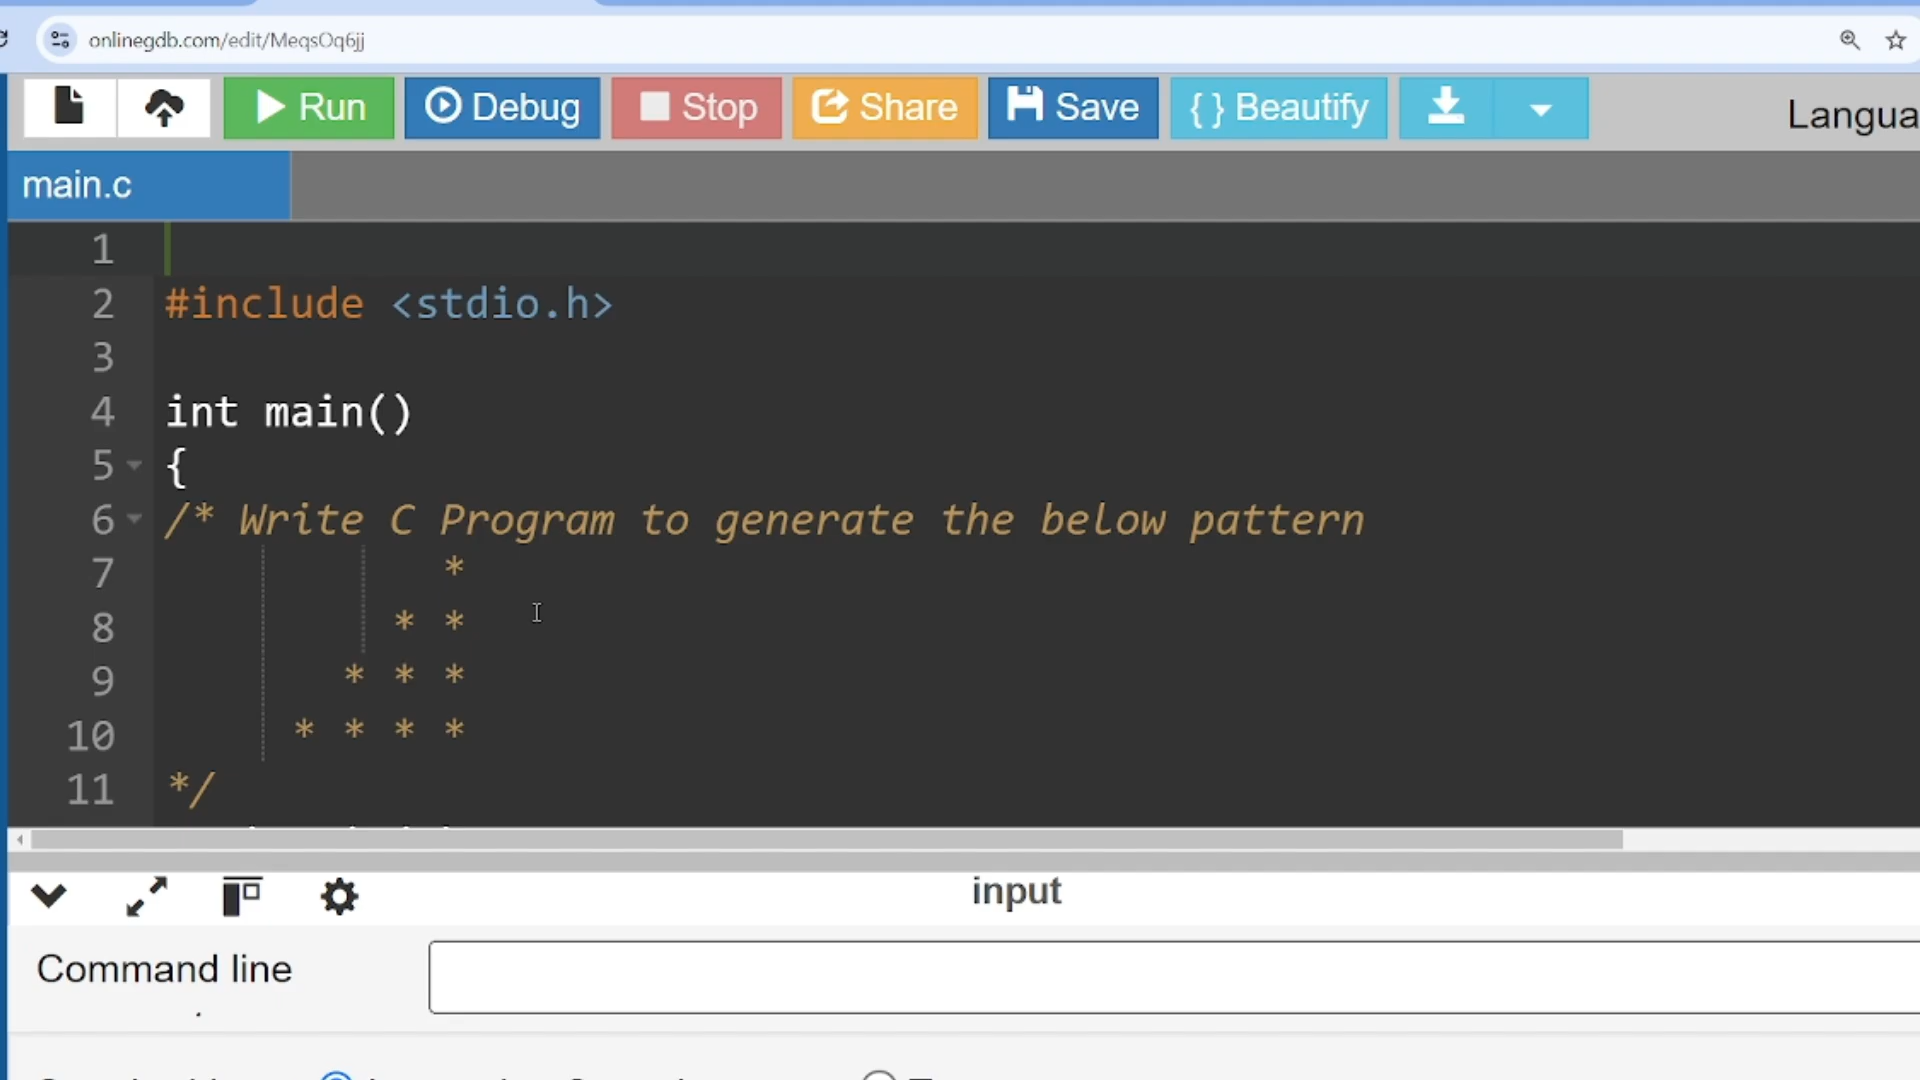 onlinegdb.com/edit/MeqsOq6jj
Run Debug Stop Share Save { } Beautify Langua
main.c
1
2 #include <stdio.h>
3
4 int main()
5 {
6 /* Write C Program to generate the below pattern
7 *
8 * *
9 * * *
10 * * * *
11 */
input
Command line